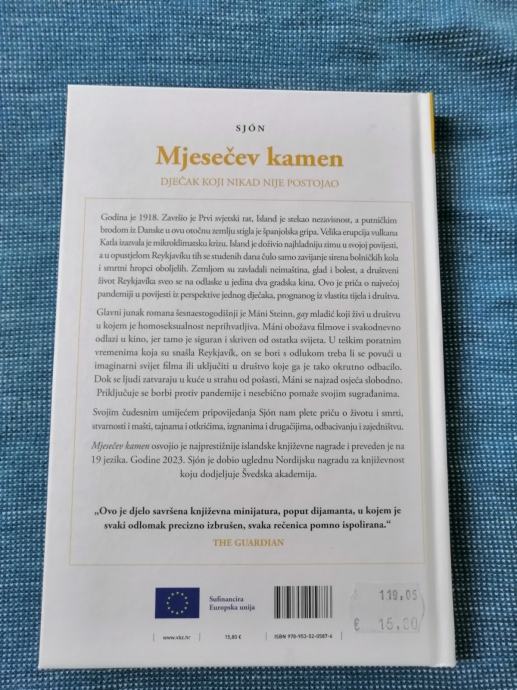 SJÓN
Mjesečev kamen
DJEČAK KOJI NIKAD NIJE POSTOJAO
Godina je 1918. Završio je Prvi svjetski rat, Island je stekao nezavisnost, a putničkim
brodom iz Danske u ovu otočnu zemlju stigla je španjolska gripa. Velika erupcija vulkana
Katla izazvala je mikroklimatsku krizu. Island je doživio najhladniju zimu u svojoj povijesti,
a u opustjelom Reykjavíku tih se studenih dana čulo samo zavijanje sirena bolničkih kola
i smrtni hropci oboljelih. Zemljom su zavladali neimaština, glad i bolest, a društveni
život Reykjavíka sveo se na odlaske u jedina dva gradska kina. Ovo je priča o najvećoj
pandemiji u povijesti iz perspektive jednog dječaka, prognanog iz vlastita tijela i društva.
Glavni junak romana šesnaestogodišnji je Máni Steinn, gay mladić koji živi u društvu
u kojem je homoseksualnost neprihvatljiva. Máni obožava filmove i svakodnevno
odlazi u kino, jer tamo je siguran i skriven od ostatka svijeta. U teškim poratnim
vremenima koja su snašla Reykjavík, on se bori s odlukom treba li se povući u
imaginarni svijet filma ili uključiti u društvo koje ga je tako okrutno odbacilo.
Dok se ljudi zatvaraju u kuće u strahu od pošasti, Máni se najzad osjeća slobodno.
Priključuje se borbi protiv pandemije i nesebično pomaže svojim sugrađanima.
Svojim čudesnim umijećem pripovijedanja Sjón nam plete priču o životu i smrti,
stvarnosti i mašti, tajnama i otkrićima, izgnanima i drugačijima, odbacivanju i zajedništvu.
Mjesečev kamen osvojio je najprestižnije islandske književne nagrade i preveden je na
19 jezika. Godine 2023. Sjón je dobio uglednu Nordijsku nagradu za književnost
koju dodjeljuje Švedska akademija.
„Ovo je djelo savršena književna minijatura, poput dijamanta, u kojem je
svaki odlomak precizno izbrušen, svaka rečenica pomno ispolirana.“
THE GUARDIAN
Sufinancira
Europska unija
www.vbz.hr
15,80 €
ISBN 978-953-52-0587-6
119,05
€ 15,80